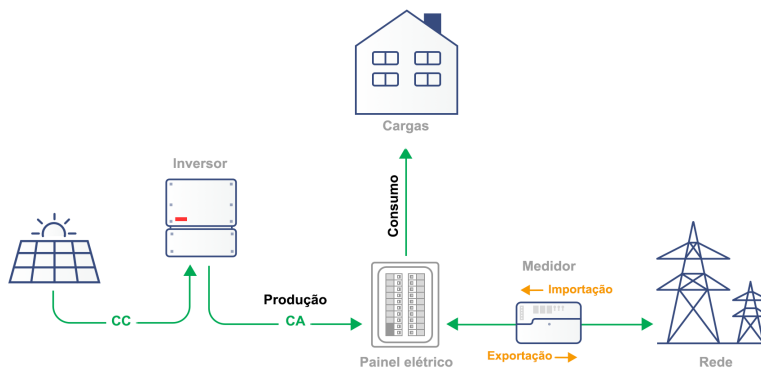 Cargas
Inversor
Consumo
Medidor
Importação
Produção
CC
CA
Exportação
Painel elétrico
Rede